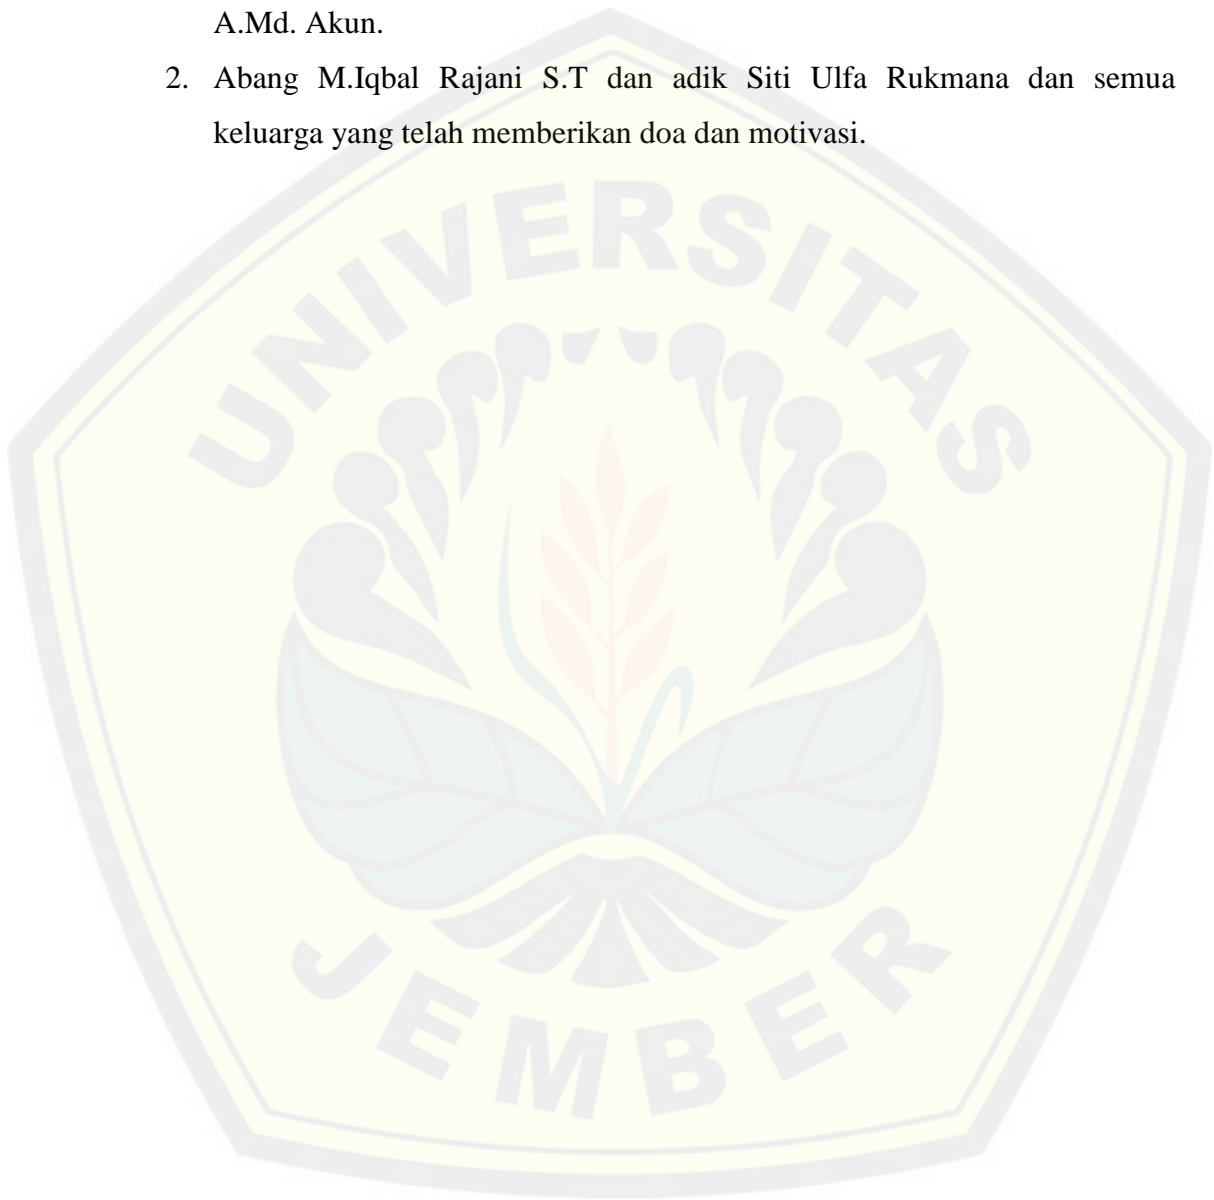 A.Md. Akun.
2. Abang M.Iqbal Rajani S.T dan adik Siti Ulfa Rukmana dan semua
keluarga yang telah memberikan doa dan motivasi.
UNIVERSITAS
JEMBER